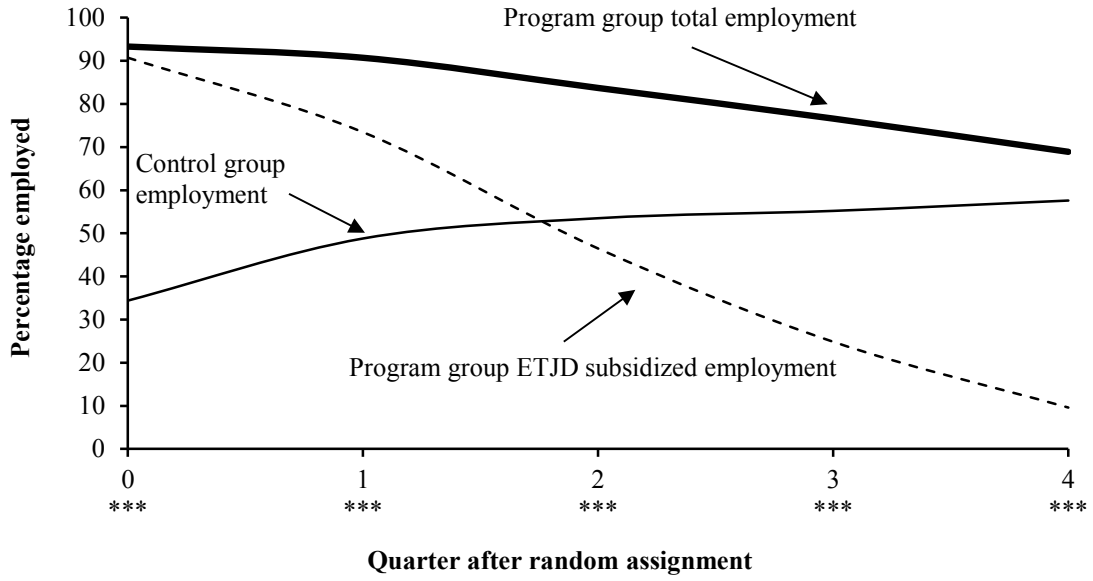 Program group total employment
Percentage employed
100
90
80
70
60
50
40
30
20
10
0
Control group
employment
Program group ETJD subsidized employment
0 1 2 3 4
*** *** *** *** ***
Quarter after random assignment